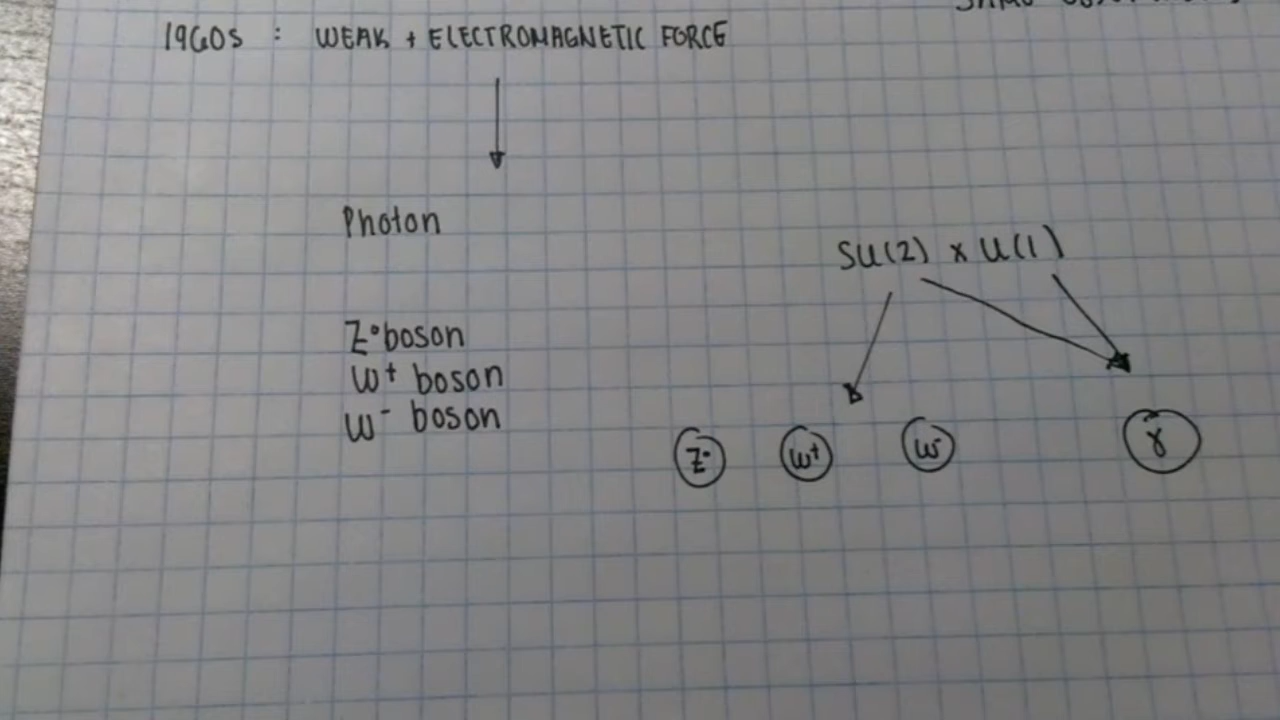 1960s : WEAK + ELECTROMAGNETIC FORCE
Photon
SU(2) x U(1)
Z° boson
W+ boson
W- boson
Z° W+ W- γ